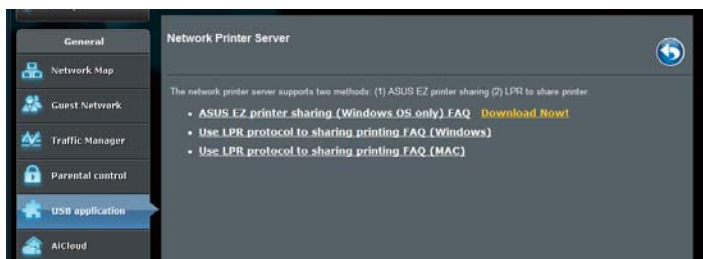 General
Network Map
Guest Network
Traffic Manager
Parental control
USB application
AiCloud
Network Printer Server
The network printer server supports two methods: (1) ASUS EZ printer sharing (2) LPR to share printer.
ASUS EZ printer sharing (Windows OS only) FAQ Download Now!
Use LPR protocol to sharing printing FAQ (Windows)
Use LPR protocol to sharing printing FAQ (MAC)